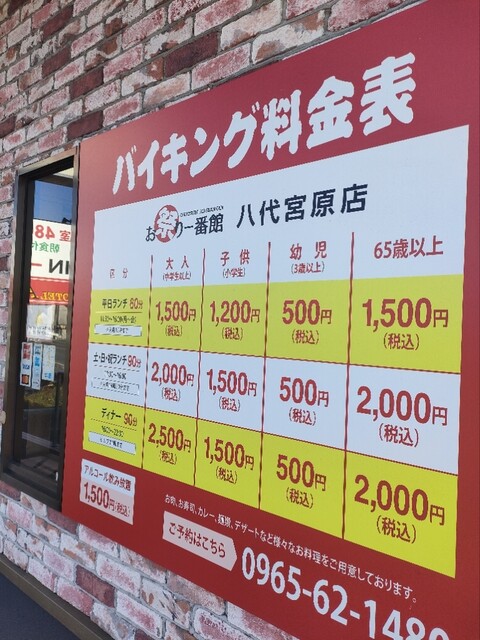 バイキング料金表
お祭り一番館 八代宮原店
区分 大人 子供 幼児 65歳以上
(中学生以上) (小学生) (3歳以上)
平日ランチ 60分 1,500円 1,200円 500円 1,500円
(税込) (税込) (税込) (税込)
土・日・祝ランチ 90分 2,000円 1,500円 500円 2,000円
(税込) (税込) (税込) (税込)
ディナー 90分 2,500円 1,500円 500円 2,000円
(税込) (税込) (税込) (税込)
アルコール飲み放題
1,500円(税込)
お肉、お寿司、カレー、麺類、デザートなど様々なお料理をご用意しております。
ご予約はこちら 0965-62-1480
室 48
朝食
IN
OTEL